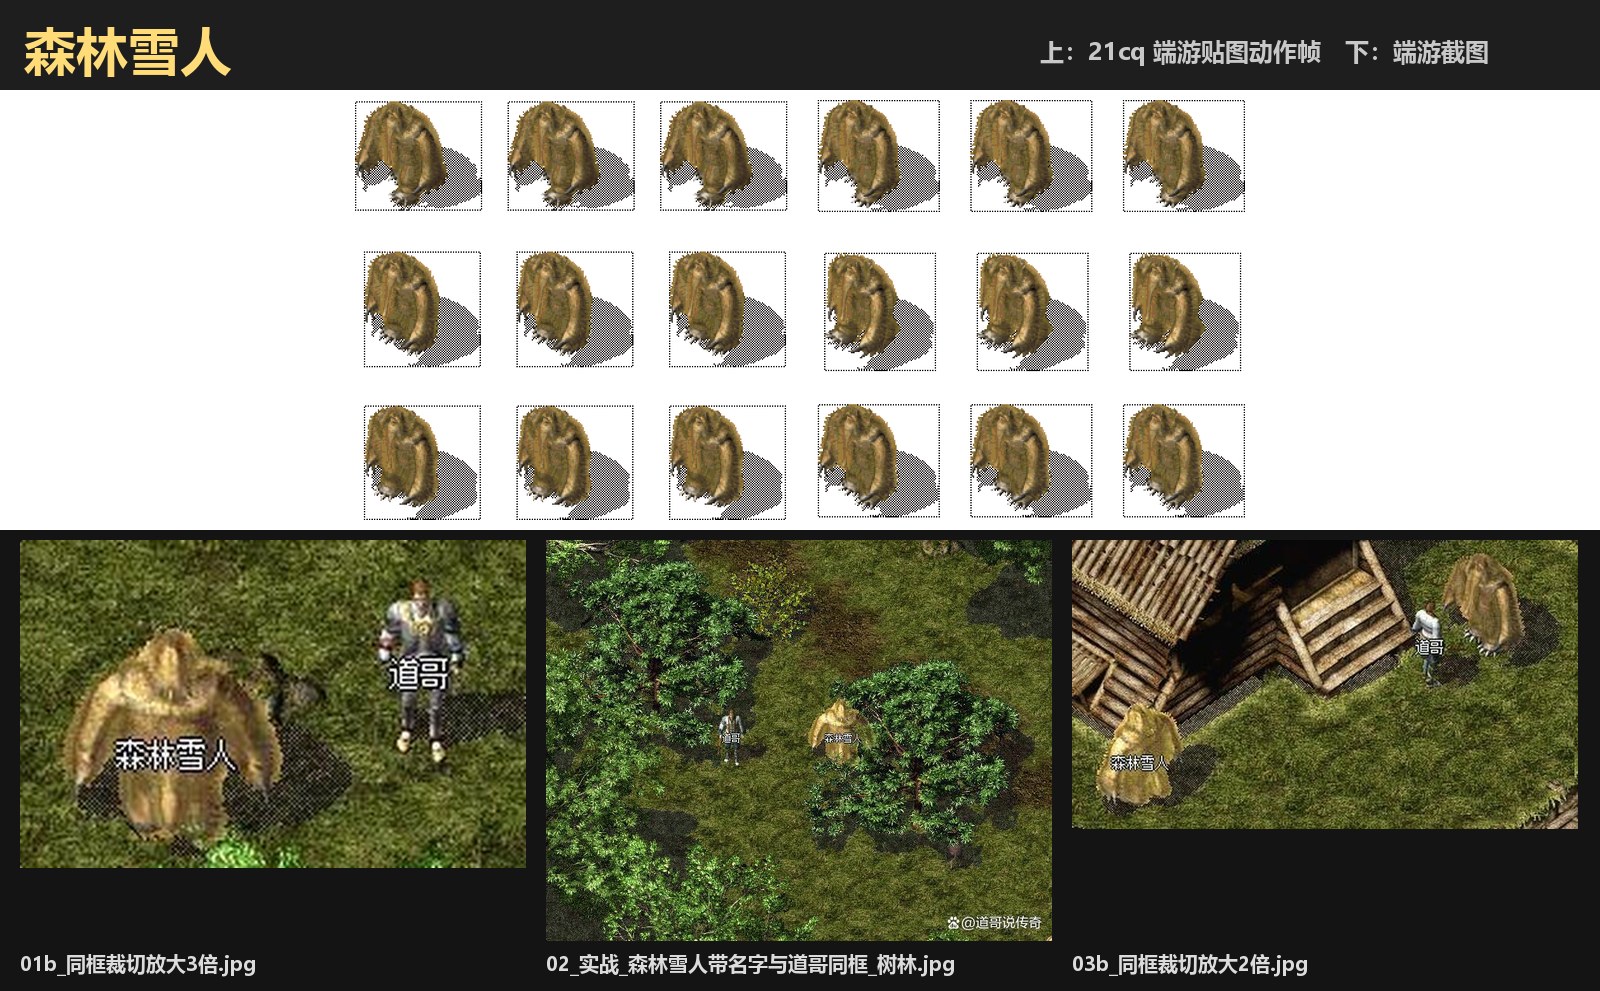 森林雪人
上：21cq 端游贴图动作帧　下：端游截图
道哥
森林雪人
道哥
森林雪人
@道哥说传奇
道哥
森林雪人
01b_同框裁切放大3倍.jpg
02_实战_森林雪人带名字与道哥同框_树林.jpg
03b_同框裁切放大2倍.jpg